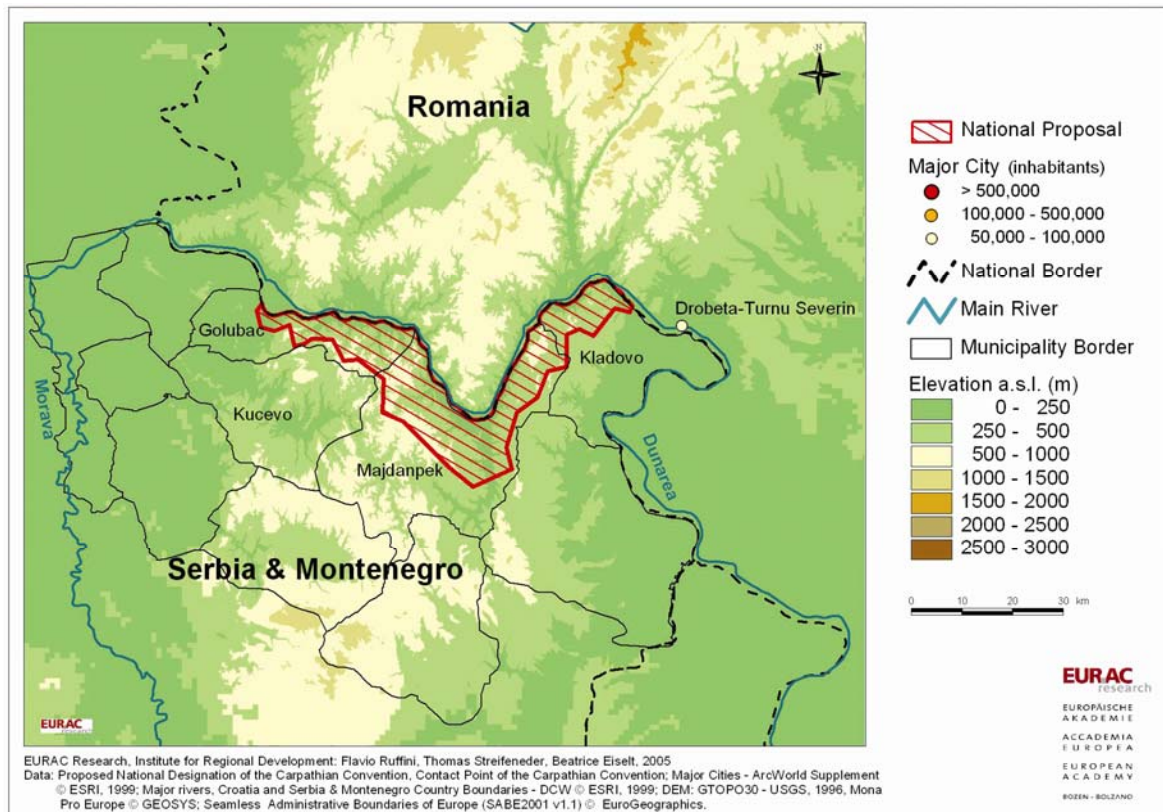 Romania
N
Golubac
Drobeta-Turnu Severin
Kladovo
Morava
Kucevo
Majdanpek
Dunarea
Serbia & Montenegro
EURAC
research
National Proposal
Major City (inhabitants)
> 500,000
100,000 - 500,000
50,000 - 100,000
National Border
Main River
Municipality Border
Elevation a.s.l. (m)
0 - 250
250 - 500
500 - 1000
1000 - 1500
1500 - 2000
2000 - 2500
2500 - 3000
0 10 20 30 km
EURAC
research
EUROPÄISCHE
AKADEMIE
ACCADEMIA
EUROPEA
EUROPEAN
ACADEMY
BOZEN - BOLZANO
EURAC Research, Institute for Regional Development: Flavio Ruffini, Thomas Streifeneder, Beatrice Eiselt, 2005
Data: Proposed National Designation of the Carpathian Convention, Contact Point of the Carpathian Convention; Major Cities - ArcWorld Supplement
© ESRI, 1999; Major rivers, Croatia and Serbia & Montenegro Country Boundaries - DCW © ESRI, 1999; DEM: GTOPO30 - USGS, 1996, Mona
Pro Europe © GEOSYS; Seamless Administrative Boundaries of Europe (SABE2001 v1.1) © EuroGeographics.